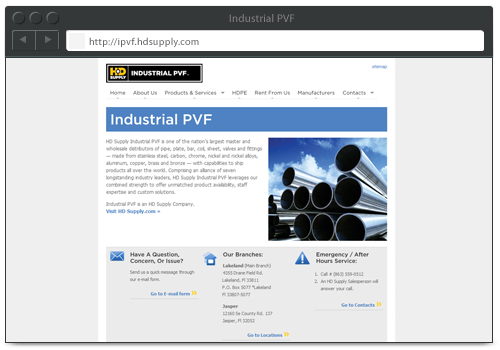 Industrial PVF
http://ipvf.hdsupply.com
HD SUPPLY INDUSTRIAL PVF.
sitemap
Home About Us Products & Services HDPE Rent From Us Manufacturers Contacts
Industrial PVF
HD Supply Industrial PVF is one of the nation's largest master and
wholesale distributors of pipe, plate, bar, coil, sheet, valves and fittings
— made from stainless steel, carbon, chrome, nickel and nickel alloys,
aluminum, copper, brass and bronze — with capabilities to ship
products all over the world. Comprising an alliance of seven
longstanding industry leaders, HD Supply Industrial PVF leverages our
combined strength to offer unmatched product availability, staff
expertise and custom solutions.
Industrial PVF is an HD Supply Company.
Visit HD Supply.com »
Have A Question,
Concern, Or Issue?
Send us a quick message through
our e-mail form.
Go to E-mail form »
Our Branches:
Lakeland (Main Branch)
4355 Drane Field Rd.
Lakeland, Fl 33811
P.O. Box 5077 *Lakeland
Fl 33807-5077
Jasper
12160 Se County Rd. 137
Jasper, Fl 32052
Go to Locations »
Emergency / After
Hours Service:
1. Call # (863) 555-0312
2. An HD Supply Salesperson will
answer your call.
Go to Contacts »